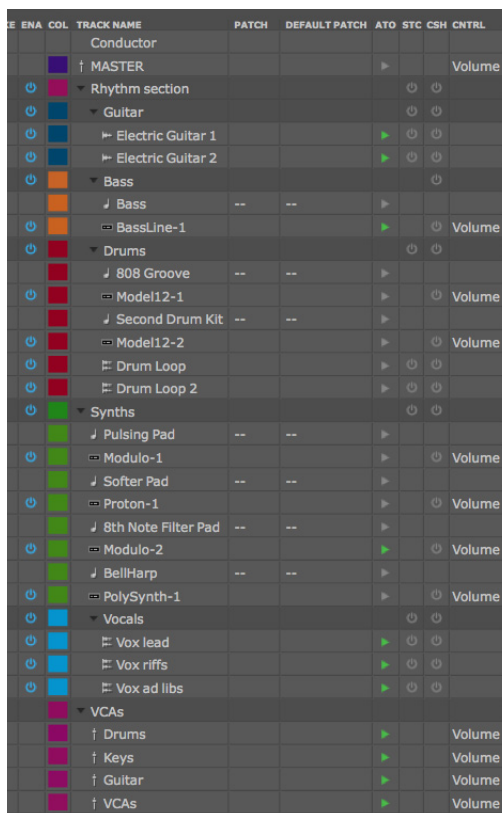 KE ENA COL TRACK NAME PATCH DEFAULT PATCH ATO STC CSH CNTRL
Conductor
MASTER Volume
Rhythm section
Guitar
Electric Guitar 1
Electric Guitar 2
Bass
Bass -- --
BassLine-1 Volume
Drums
808 Groove -- --
Model12-1 Volume
Second Drum Kit -- --
Model12-2 Volume
Drum Loop
Drum Loop 2
Synths
Pulsing Pad -- --
Modulo-1 Volume
Softer Pad -- --
Proton-1 Volume
8th Note Filter Pad -- --
Modulo-2 Volume
BellHarp -- --
PolySynth-1 Volume
Vocals
Vox lead
Vox riffs
Vox ad libs
VCAs
Drums Volume
Keys Volume
Guitar Volume
VCAs Volume